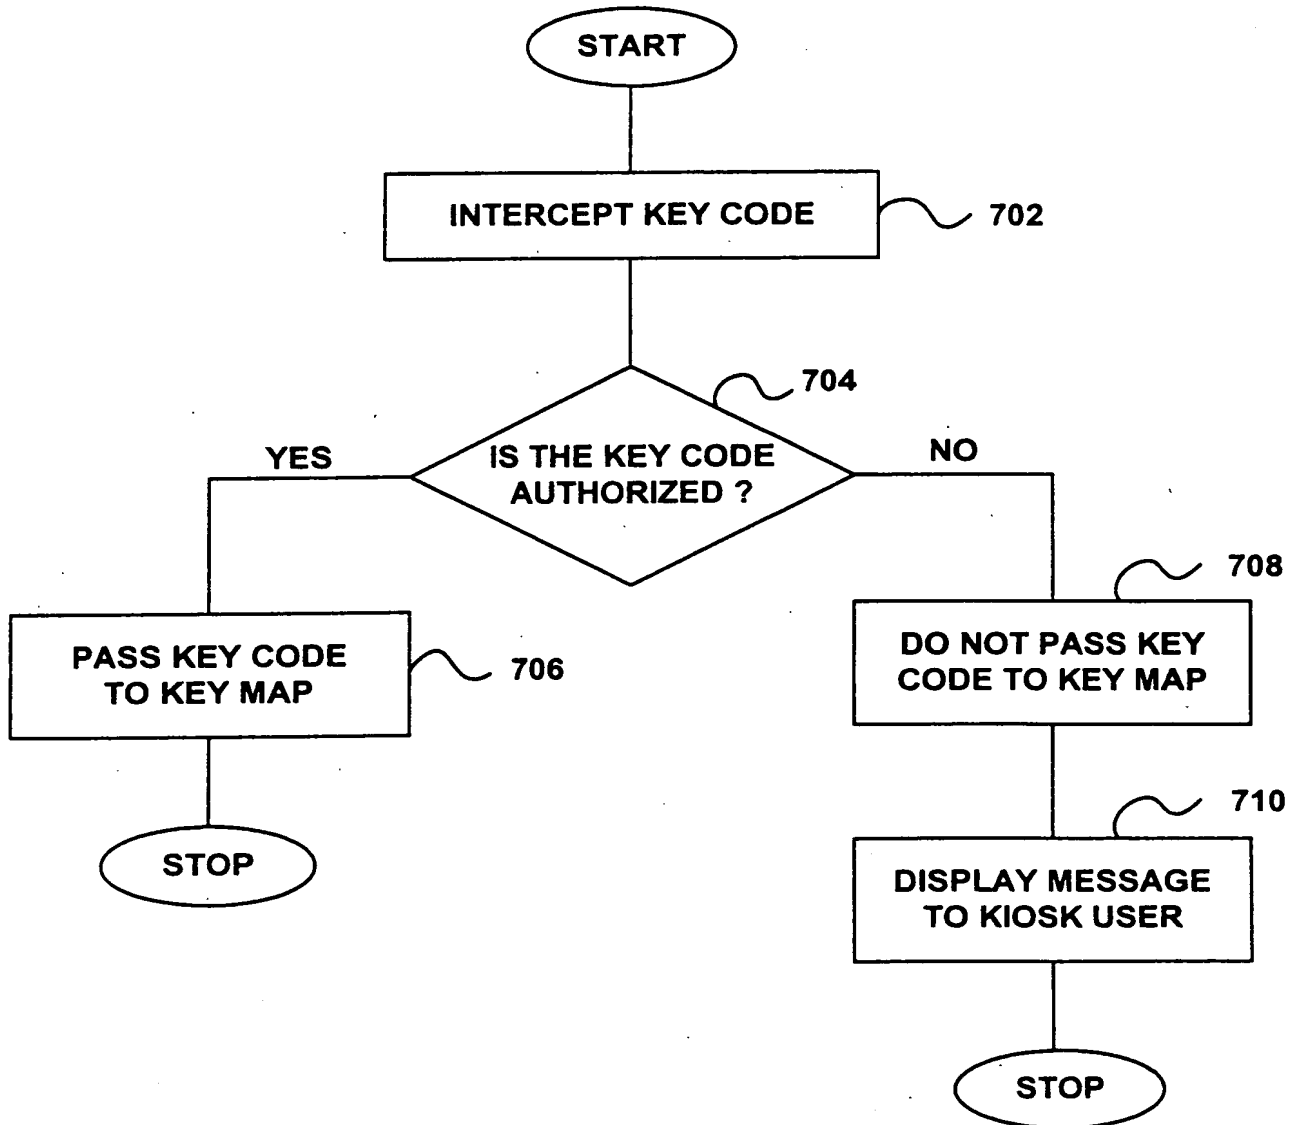 START
INTERCEPT KEY CODE
702
704
IS THE KEY CODE
AUTHORIZED ?
YES
NO
708
PASS KEY CODE
TO KEY MAP
706
DO NOT PASS KEY
CODE TO KEY MAP
710
STOP
DISPLAY MESSAGE
TO KIOSK USER
STOP